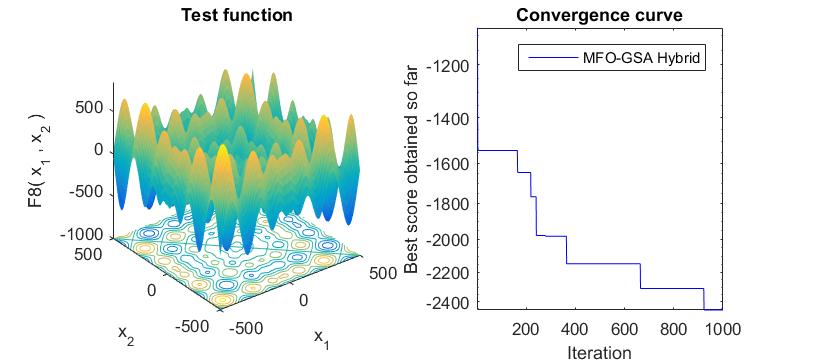 Test function
F8( x1 , x2 )
500
0
-500
-1000
500
0
-500
x2
-500
0
500
x1
Convergence curve
MFO-GSA Hybrid
Best score obtained so far
-1200
-1400
-1600
-1800
-2000
-2200
-2400
200 400 600 800 1000
Iteration